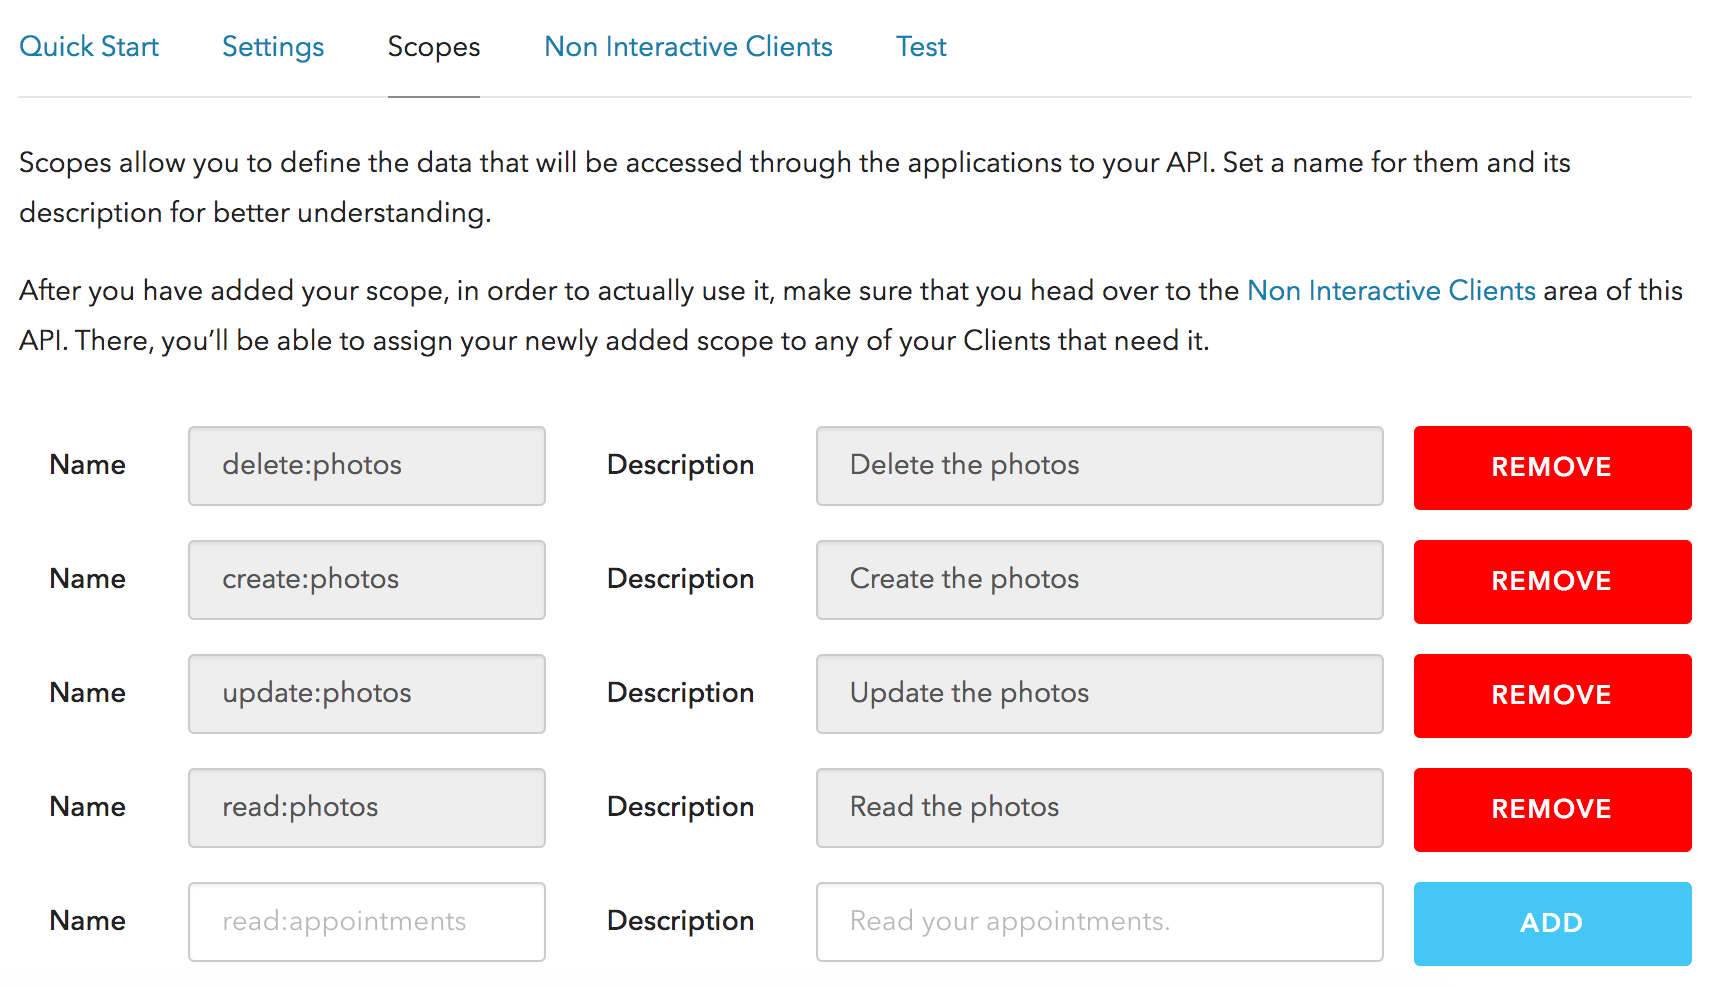 Quick Start Settings Scopes Non Interactive Clients Test
Scopes allow you to define the data that will be accessed through the applications to your API. Set a name for them and its
description for better understanding.
After you have added your scope, in order to actually use it, make sure that you head over to the Non Interactive Clients area of this
API. There, you’ll be able to assign your newly added scope to any of your Clients that need it.
Name delete:photos Description Delete the photos REMOVE
Name create:photos Description Create the photos REMOVE
Name update:photos Description Update the photos REMOVE
Name read:photos Description Read the photos REMOVE
Name read:appointments Description Read your appointments. ADD